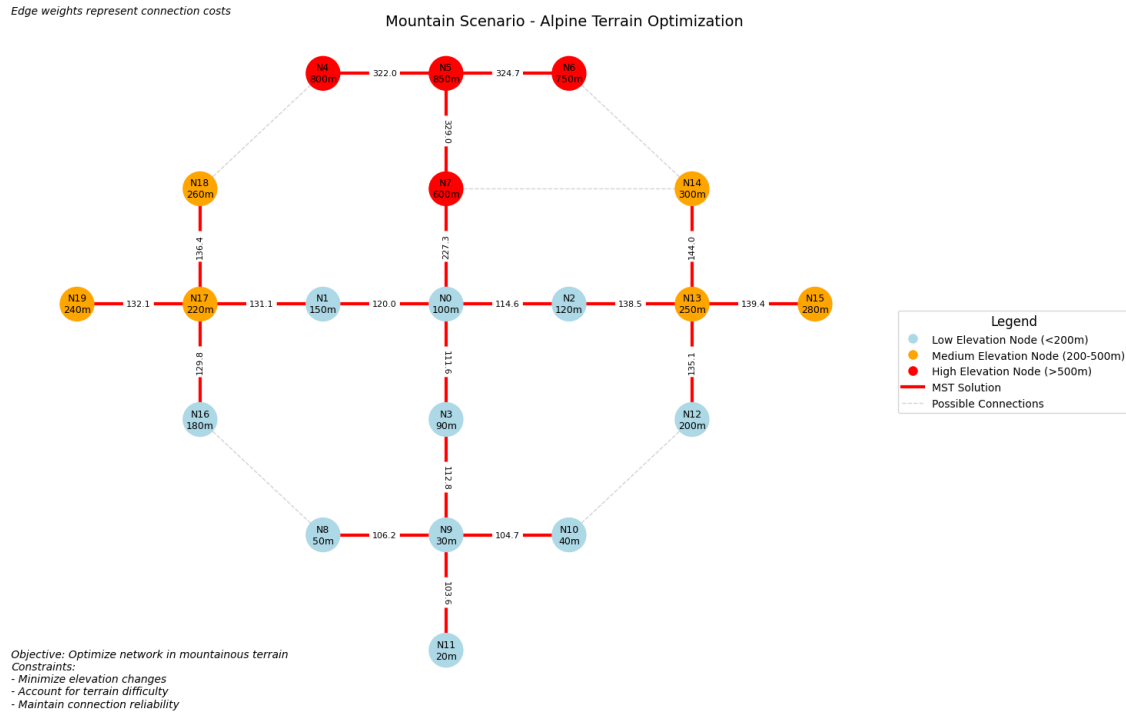 Edge weights represent connection costs
Mountain Scenario - Alpine Terrain Optimization
N4
800m
322.0
N5
850m
324.7
N6
750m
329.0
N18
260m
N7
600m
N14
300m
136.4
227.3
144.0
N19
240m
132.1
N17
220m
131.1
N1
150m
120.0
N0
100m
114.6
N2
120m
138.5
N13
250m
139.4
N15
280m
Legend
Low Elevation Node (<200m)
Medium Elevation Node (200-500m)
High Elevation Node (>500m)
MST Solution
Possible Connections
129.8
111.6
135.1
N16
180m
N3
90m
N12
200m
112.8
N8
50m
106.2
N9
30m
104.7
N10
40m
103.6
N11
20m
Objective: Optimize network in mountainous terrain
Constraints:
- Minimize elevation changes
- Account for terrain difficulty
- Maintain connection reliability